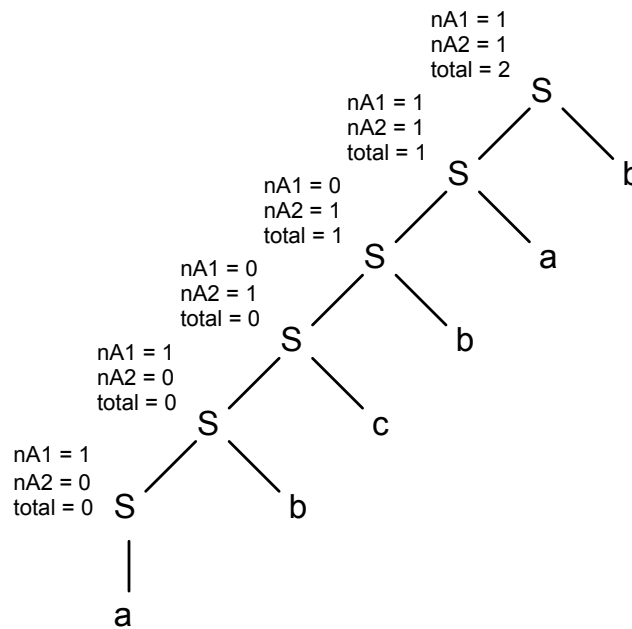 nA1 = 1
nA2 = 1
total = 2
S
nA1 = 1
nA2 = 1
total = 1
S
b
nA1 = 0
nA2 = 1
total = 1
S
a
nA1 = 0
nA2 = 1
total = 0
S
b
nA1 = 1
nA2 = 0
total = 0
S
c
nA1 = 1
nA2 = 0
total = 0
S
b
a